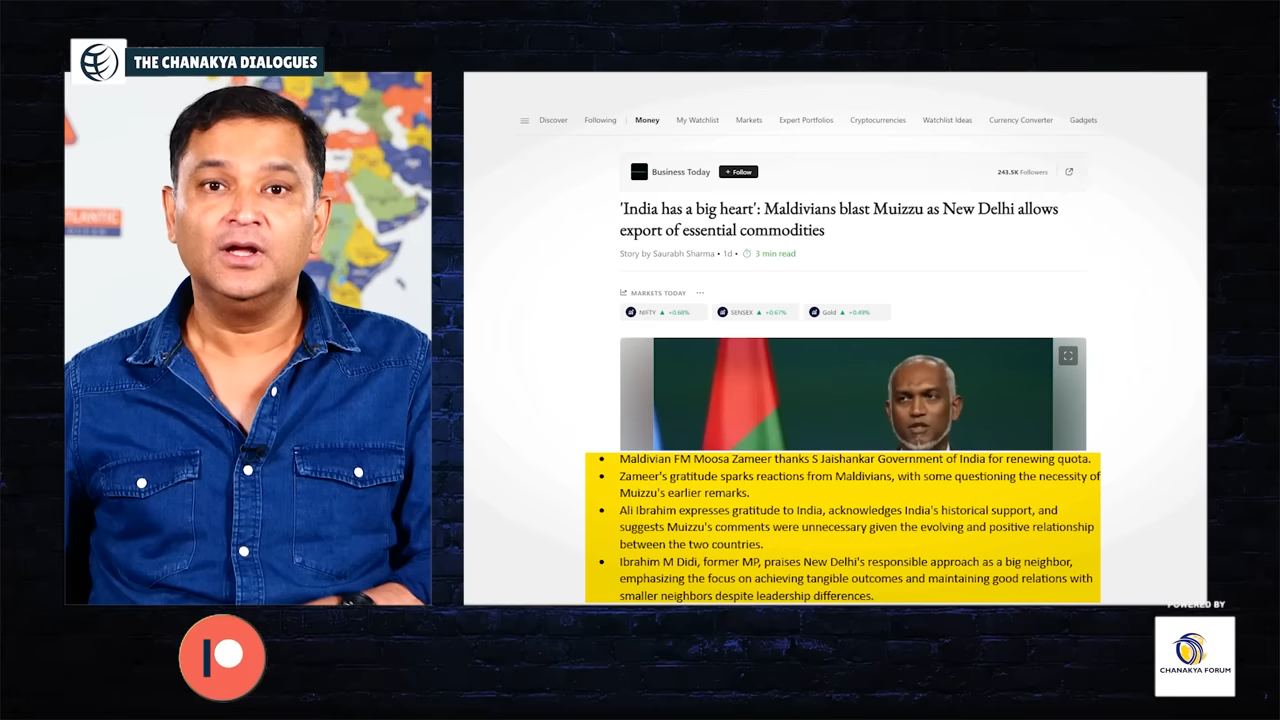 THE CHANAKYA DIALOGUES
Discover Following Money My Watchlist Markets Expert Portfolios Cryptocurrencies Watchlist Ideas Currency Converter Gadgets
Business Today + Follow 243.5K Followers
'India has a big heart': Maldivians blast Muizzu as New Delhi allows
export of essential commodities
Story by Saurabh Sharma • 1d • 3 min read
MARKETS TODAY ...
NIFTY ▲ +0.68% SENSEX ▲ +0.67% Gold ▲ +0.49%
• Maldivian FM Moosa Zameer thanks S Jaishankar Government of India for renewing quota.
• Zameer's gratitude sparks reactions from Maldivians, with some questioning the necessity of
Muizzu's earlier remarks.
• Ali Ibrahim expresses gratitude to India, acknowledges India's historical support, and
suggests Muizzu's comments were unnecessary given the evolving and positive relationship
between the two countries.
• Ibrahim M Didi, former MP, praises New Delhi's responsible approach as a big neighbor,
emphasizing the focus on achieving tangible outcomes and maintaining good relations with
smaller neighbors despite leadership differences.
POWERED BY
CHANAKYA FORUM